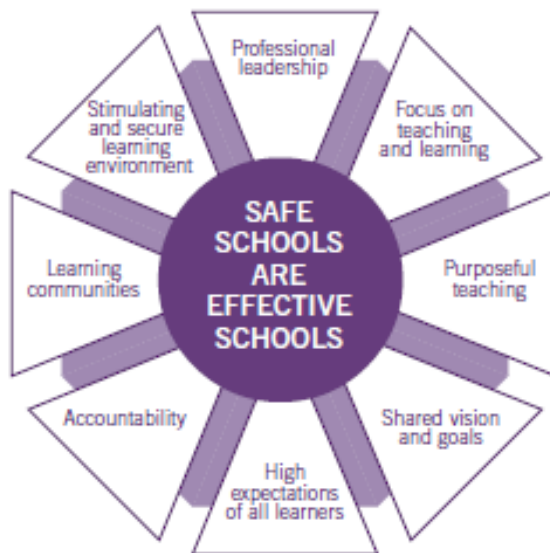 Professional
leadership
Focus on
teaching
and learning
Purposeful
teaching
Shared vision
and goals
High
expectations
of all learners
Accountability
Learning
communities
Stimulating
and secure
learning
environment
SAFE
SCHOOLS
ARE
EFFECTIVE
SCHOOLS